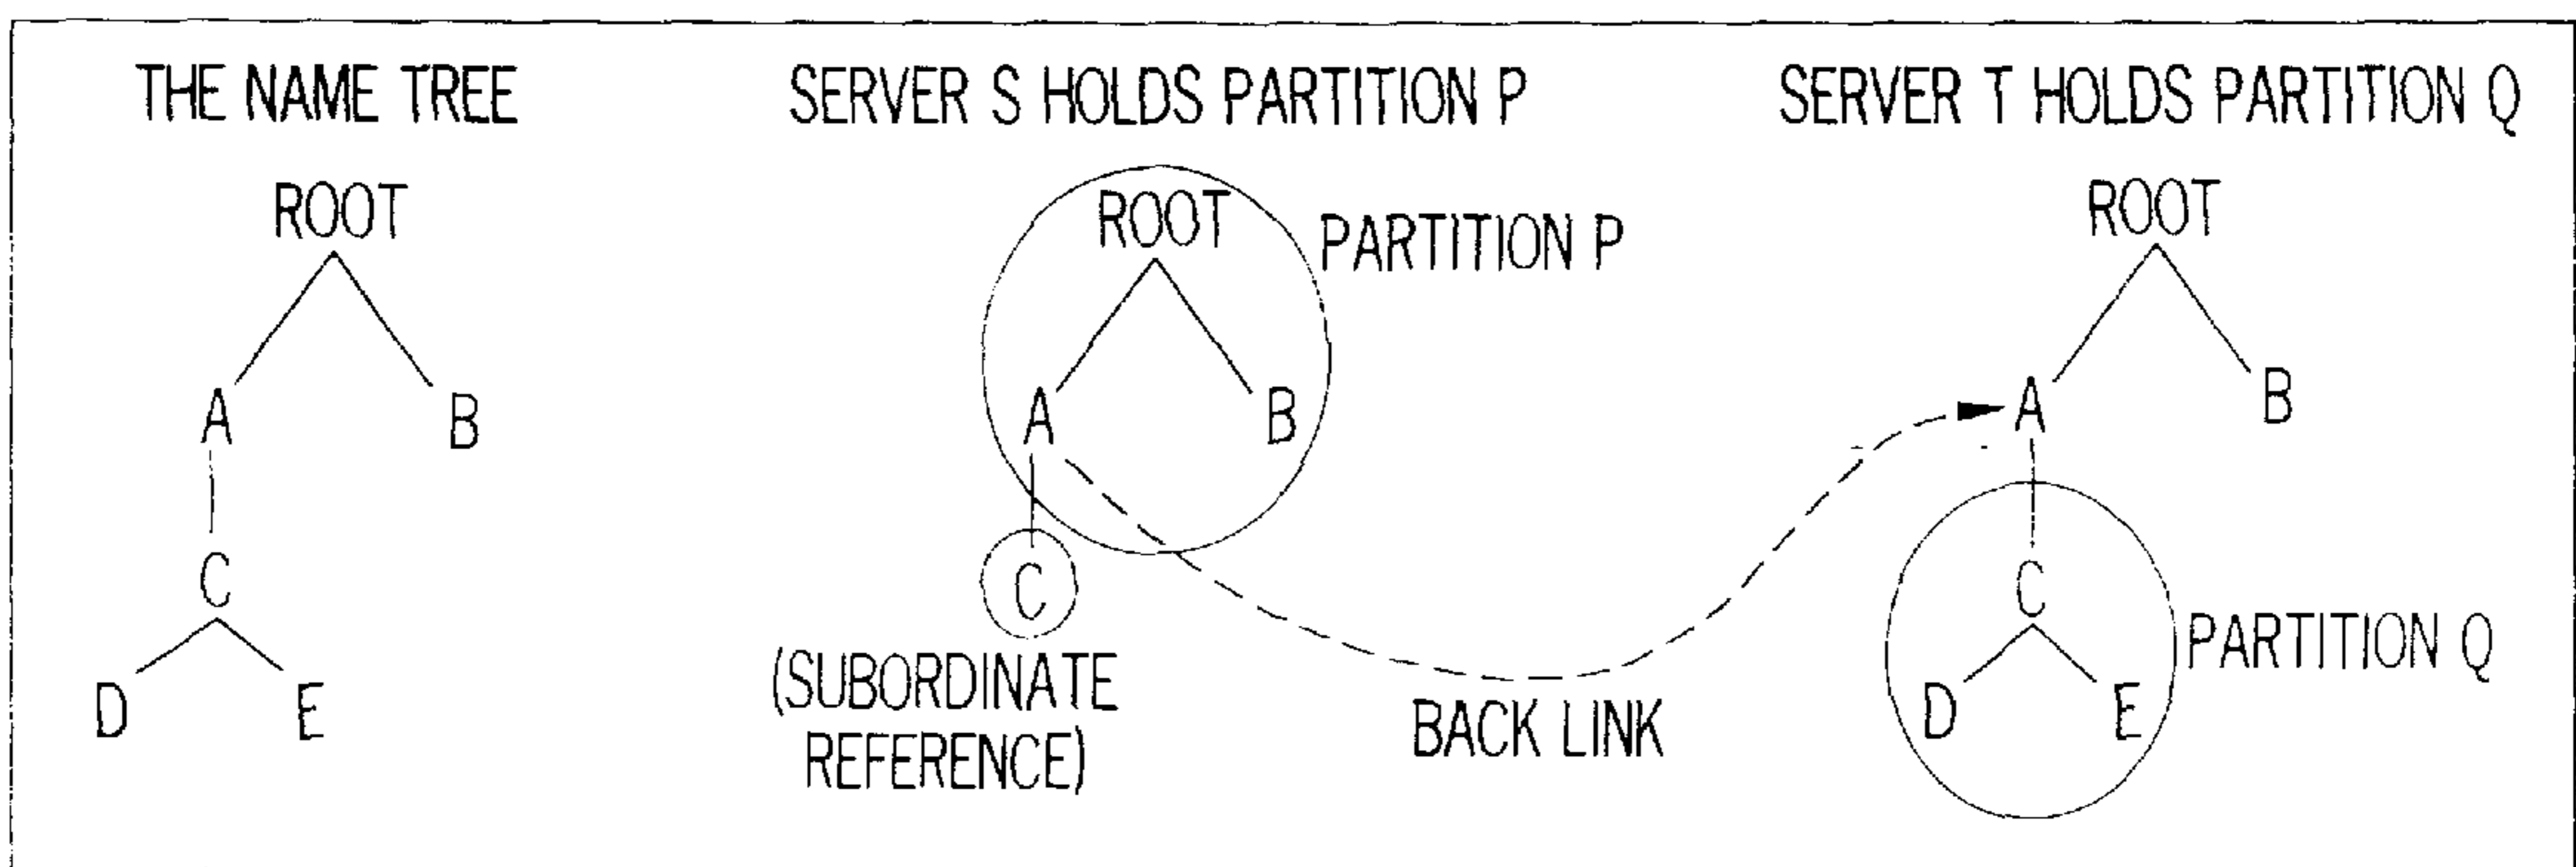 THE NAME TREE
ROOT
A
B
C
D
E
SERVER S HOLDS PARTITION P
ROOT
PARTITION P
A
B
C
(SUBORDINATE
REFERENCE)
BACK LINK
SERVER T HOLDS PARTITION Q
ROOT
A
B
C
PARTITION Q
D
E